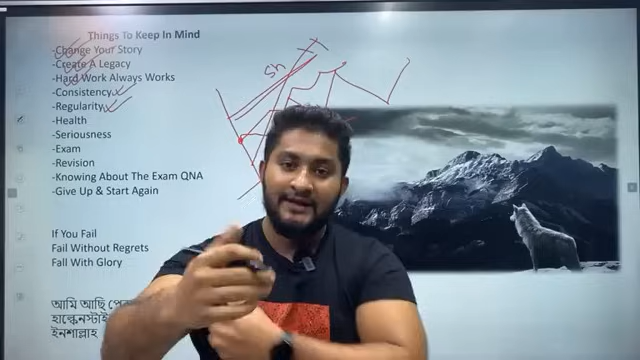 Things To Keep In Mind
-Change Your Story
-Create A Legacy
-Hard Work Always Works
-Consistency
-Regularity
-Health
-Seriousness
-Exam
-Revision
-Knowing About The Exam QNA
-Give Up & Start Again
If You Fail
Fail Without Regrets
Fall With Glory
আমি আছি
ইনশাল্লাহ
Sh